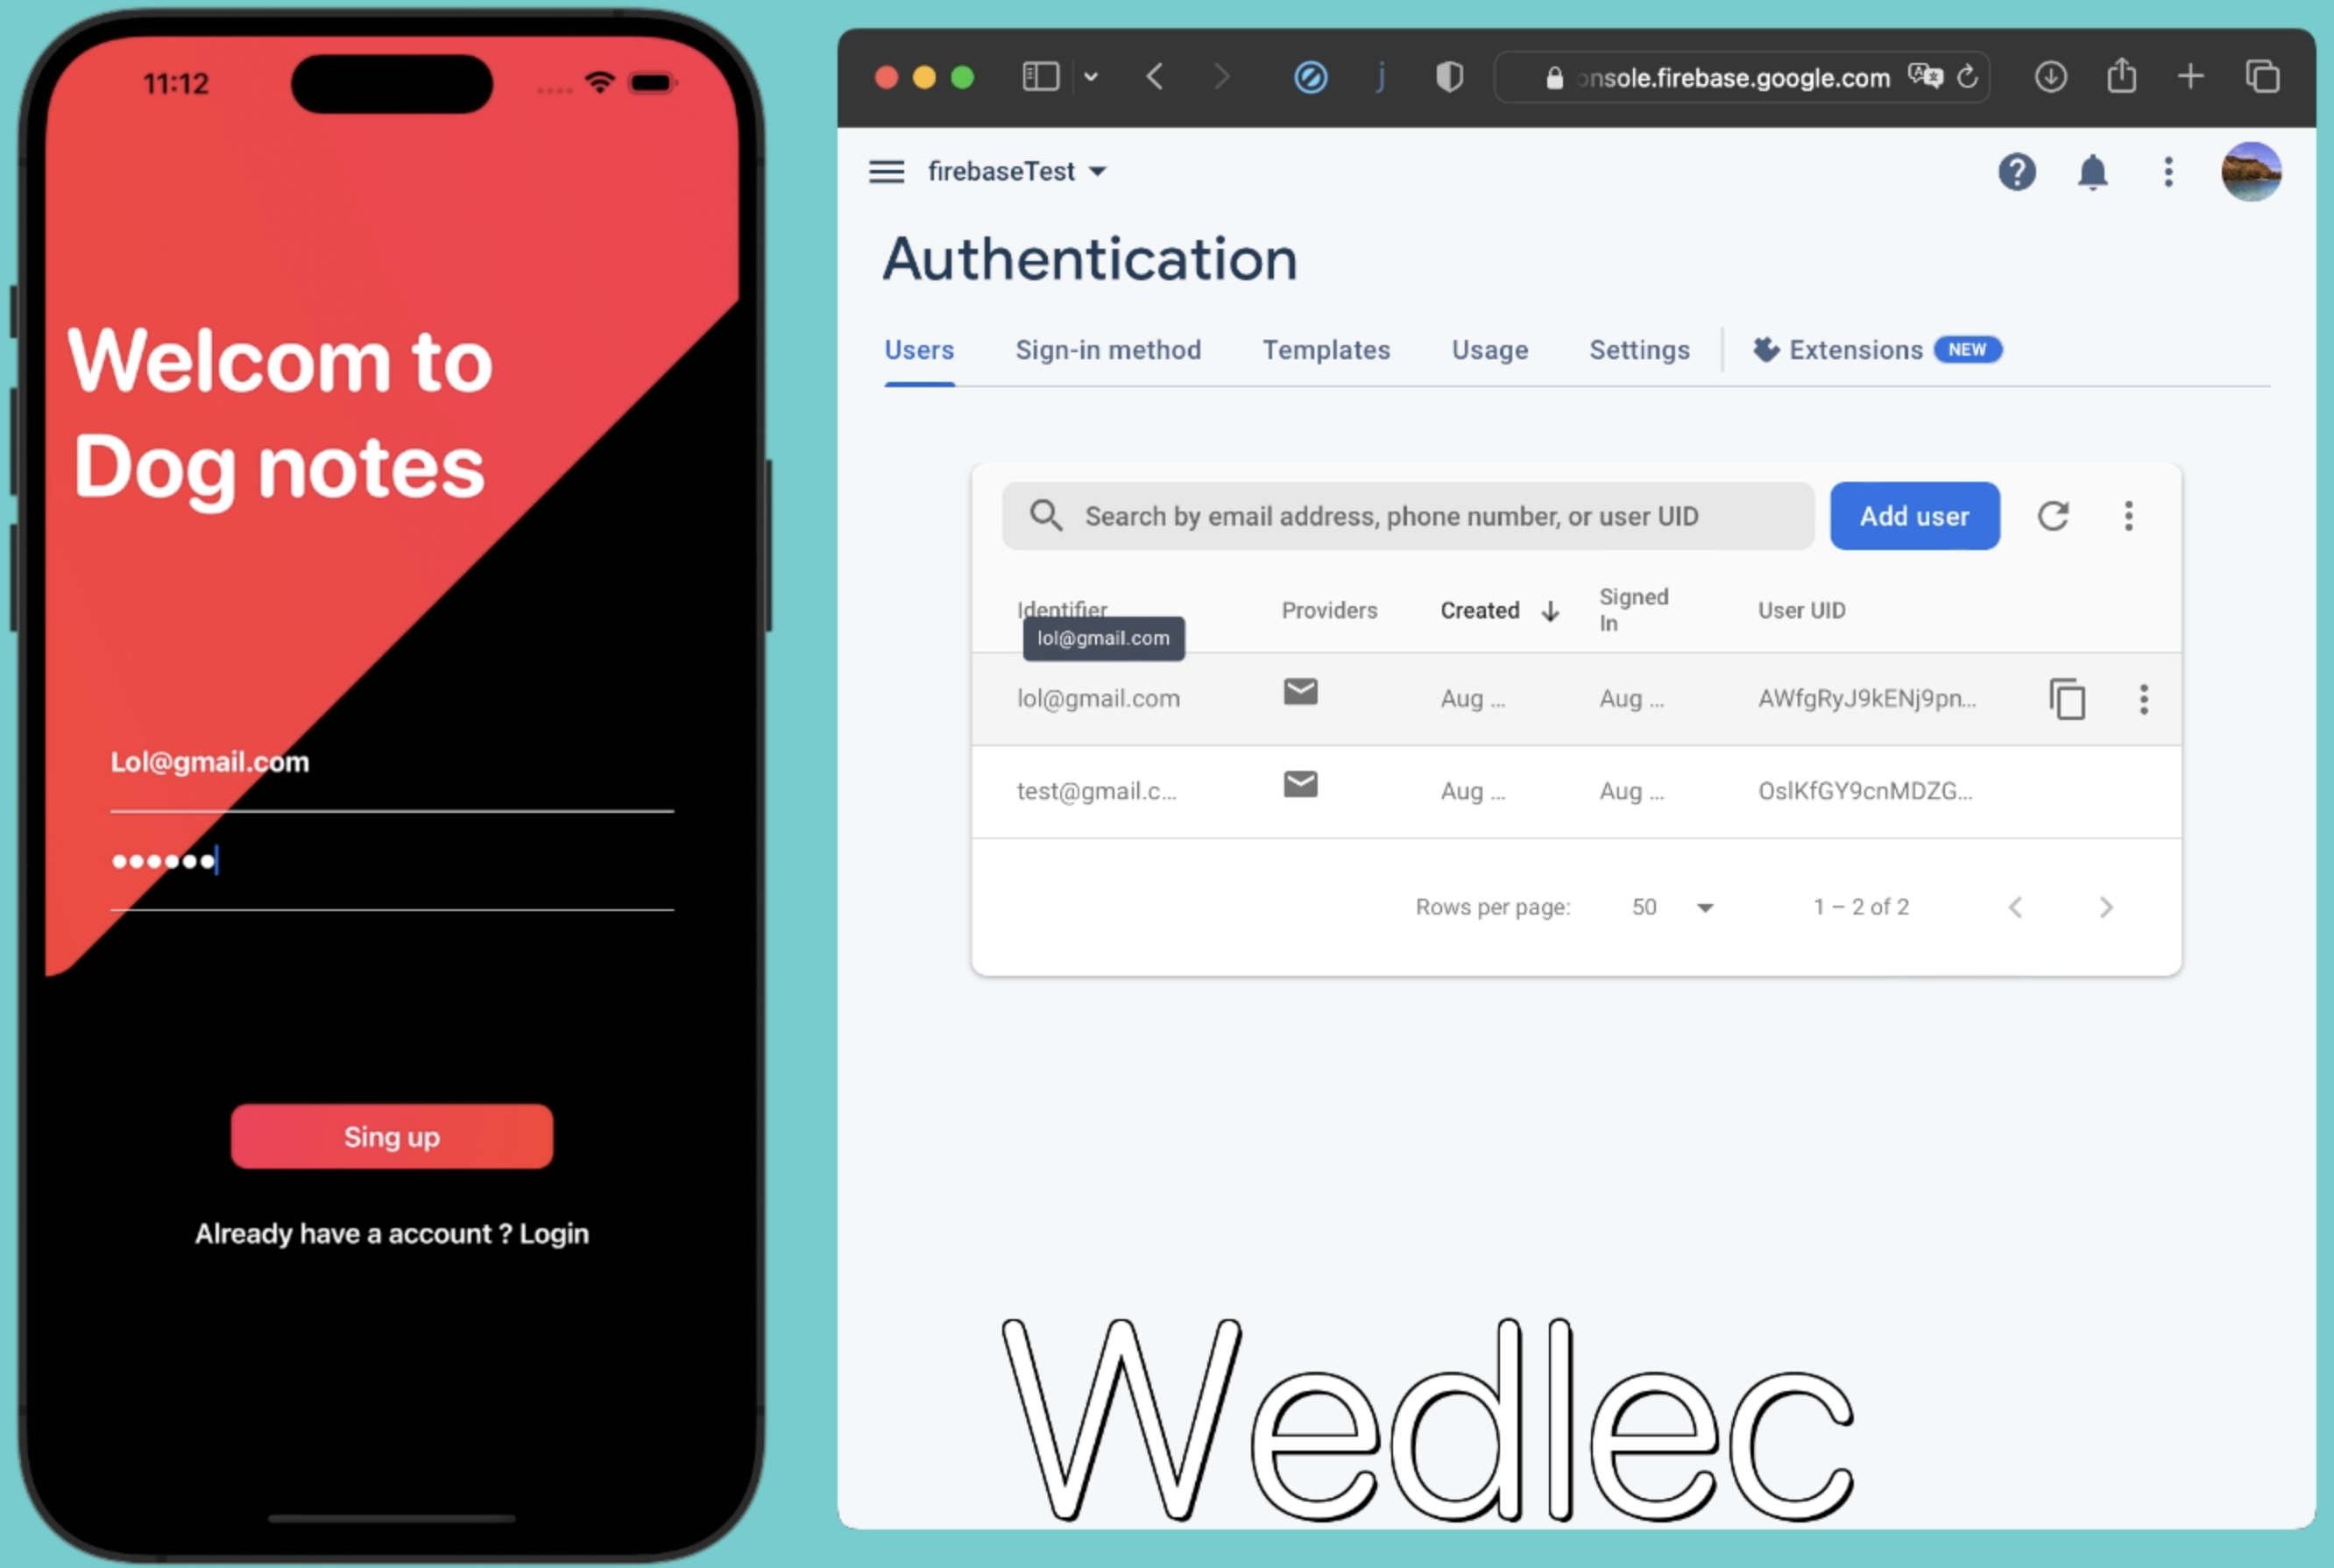 11:12
Welcom to
Dog notes
Lol@gmail.com
Sing up
Already have a account ? Login
onsole.firebase.google.com
firebaseTest
Authentication
Users Sign-in method Templates Usage Settings Extensions NEW
Search by email address, phone number, or user UID Add user
Identifier Providers Created Signed In User UID
lol@gmail.com
lol@gmail.com Aug ... Aug ... AWfgRyJ9kENj9pn...
test@gmail.c... Aug ... Aug ... OslKfGY9cnMDZG...
Rows per page: 50 1 – 2 of 2
Wedlec